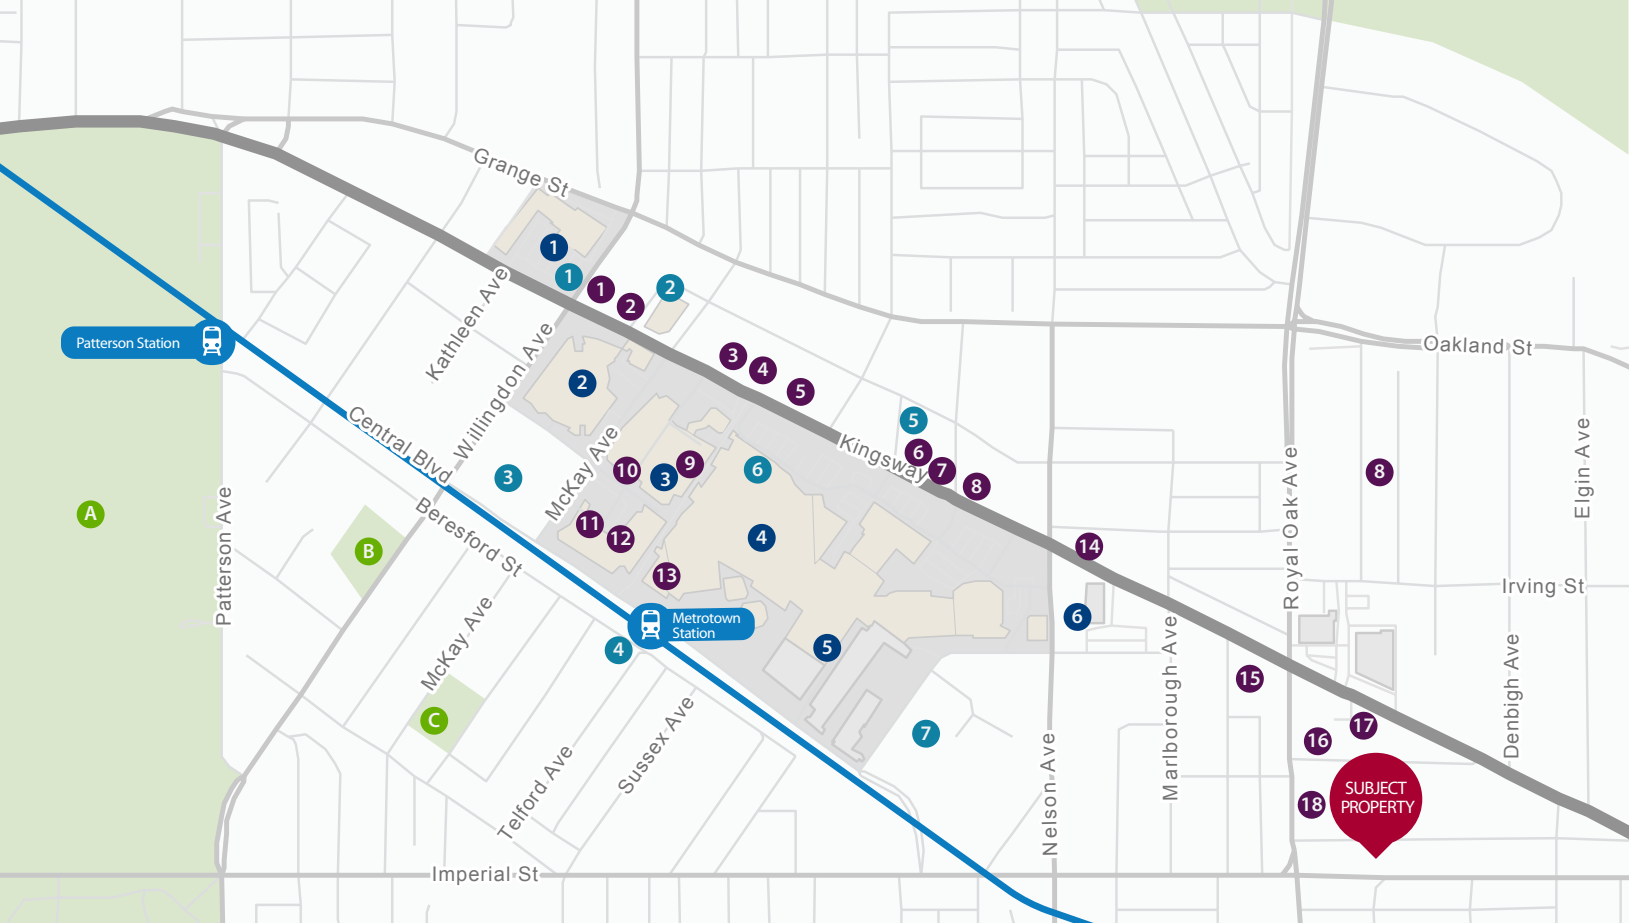 Grange St
1
1
1
2
2
Kathleen Ave
Patterson Station
Willingdon Ave
Oakland St
3
4
5
2
Central Blvd
McKay Ave
5
Kingsway
6
7
8
8
Elgin Ave
Royal Oak Ave
3
10
3
9
6
A
Patterson Ave
B
Beresford St
11
12
4
13
14
Irving St
McKay Ave
Metrotown
Station
4
5
6
Marlborough Ave
Denbigh Ave
15
C
Sussex Ave
7
Nelson Ave
16
17
Telford Ave
18
SUBJECT
PROPERTY
Imperial St